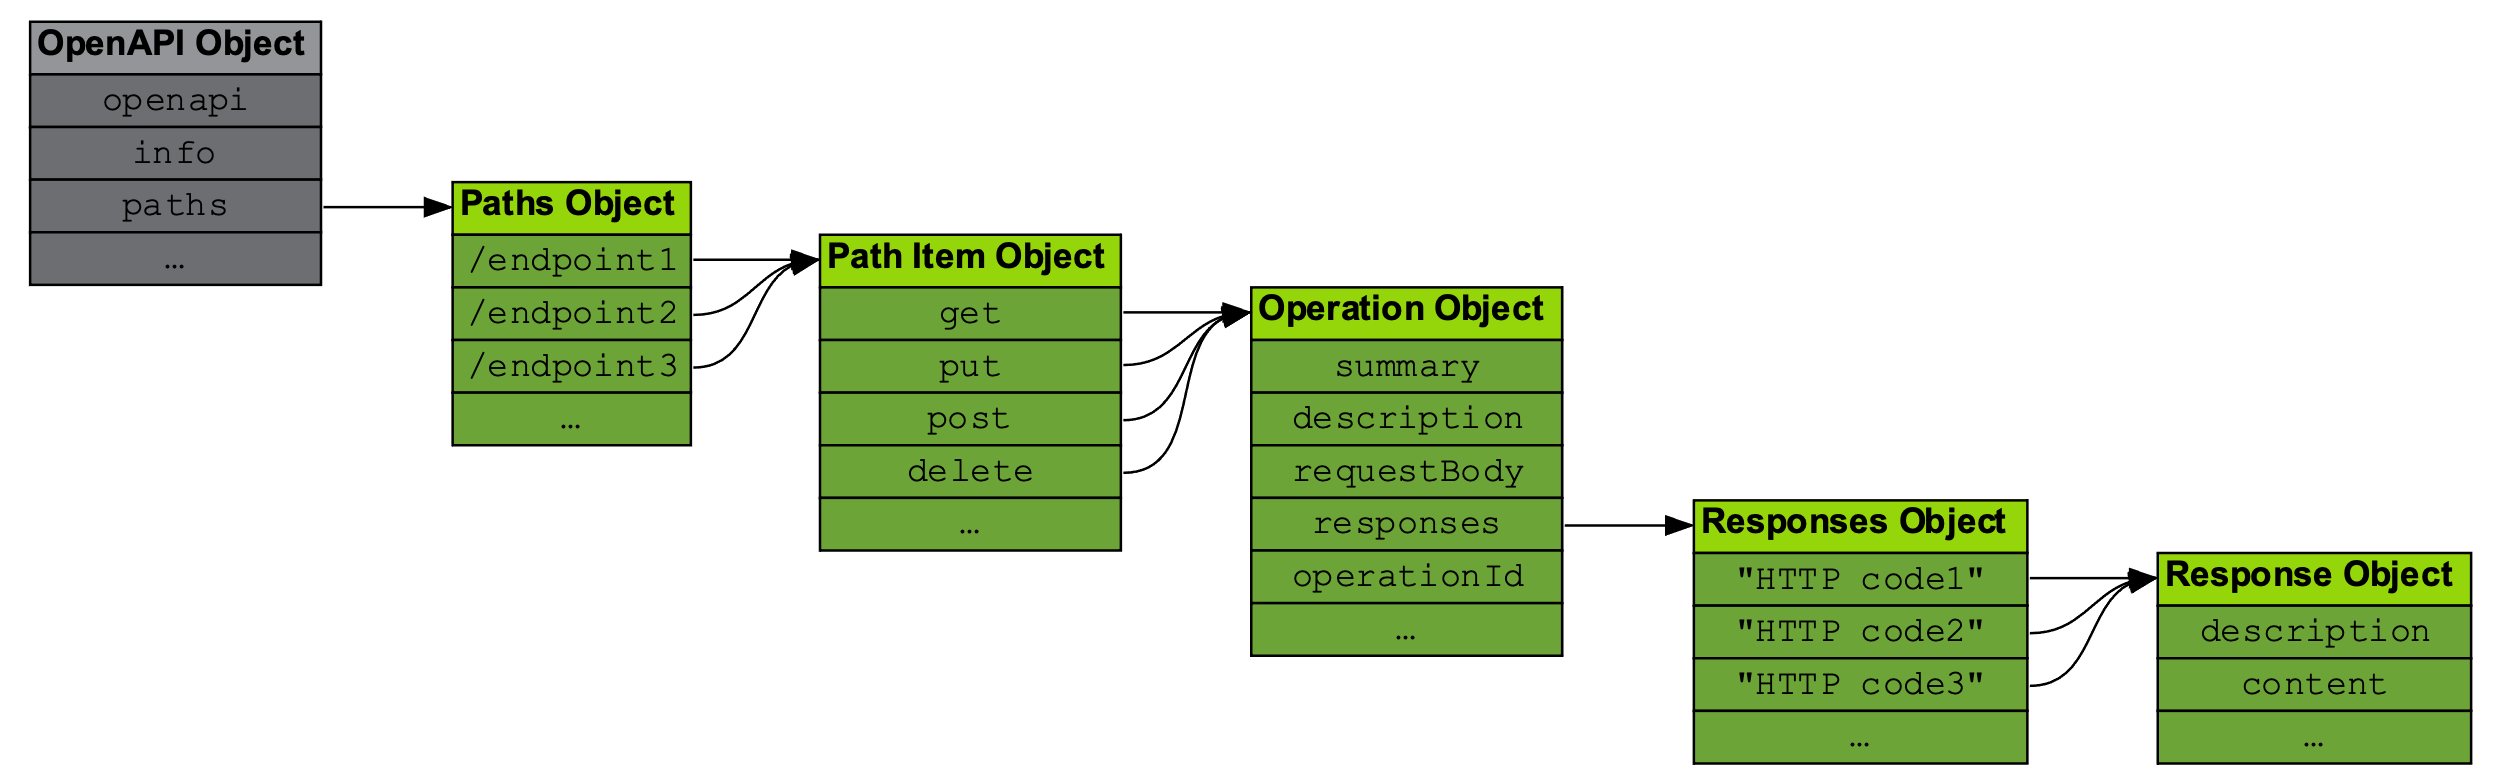 OpenAPI Object
openapi
info
paths
...
Paths Object
/endpoint1
/endpoint2
/endpoint3
...
Path Item Object
get
put
post
delete
...
Operation Object
summary
description
requestBody
responses
operationId
...
Responses Object
"HTTP code1"
"HTTP code2"
"HTTP code3"
...
Response Object
description
content
...